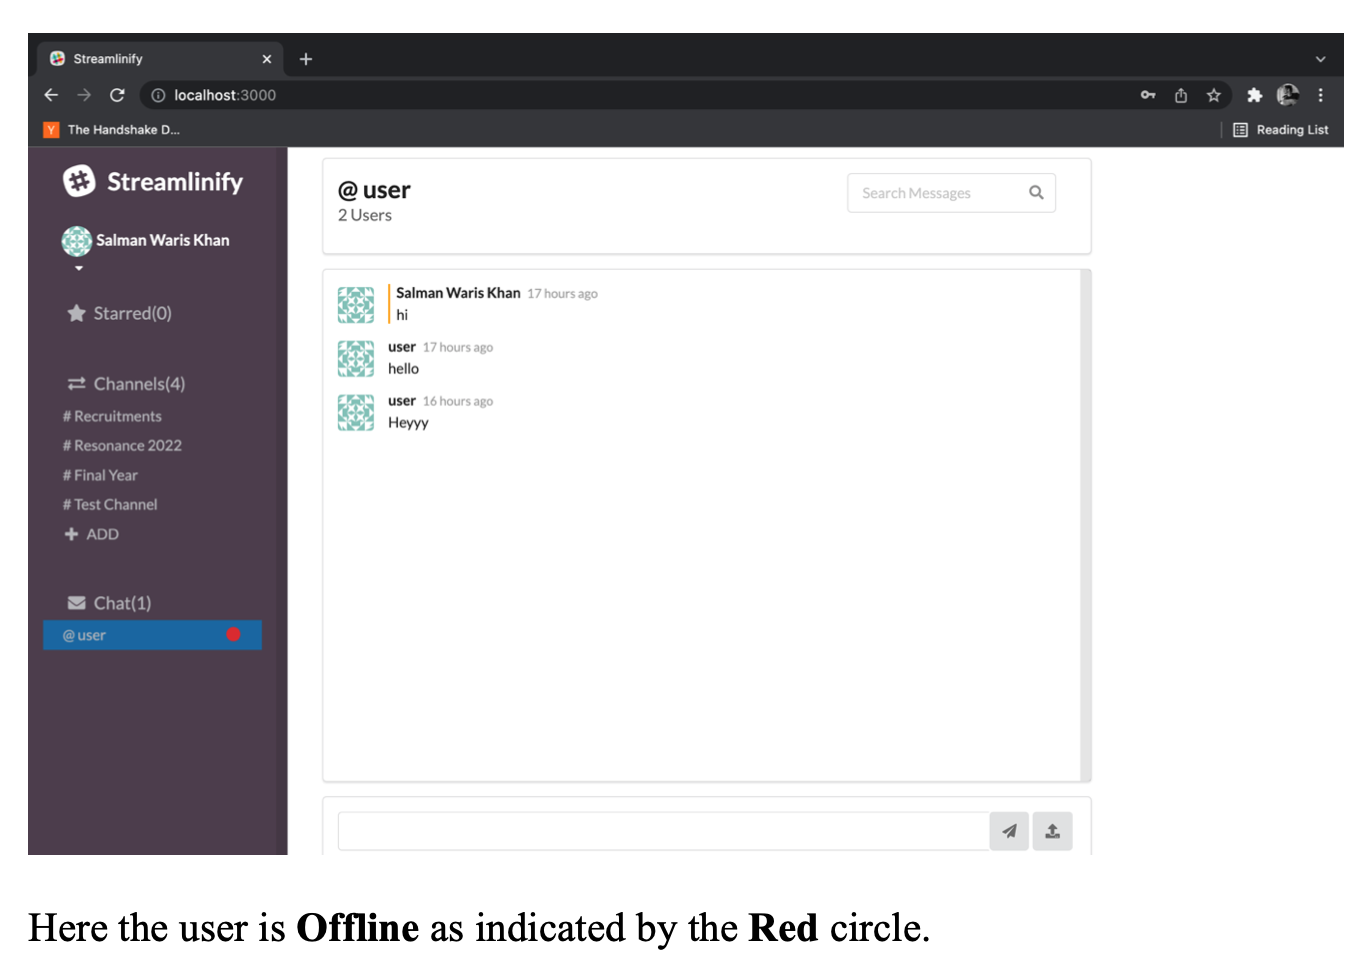 Streamlinify
localhost:3000
The Handshake D...
Reading List
Streamlinify
Salman Waris Khan
Starred(0)
Channels(4)
# Recruitments
# Resonance 2022
# Final Year
# Test Channel
ADD
Chat(1)
@ user
@ user
2 Users
Search Messages
Salman Waris Khan 17 hours ago
hi
user 17 hours ago
hello
user 16 hours ago
Heyyy
Here the user is Offline as indicated by the Red circle.